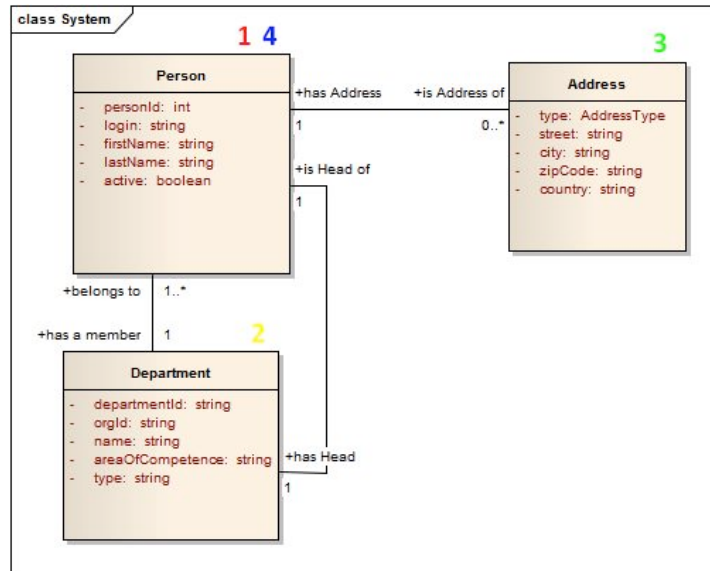 class System
1 4
3
Person
- personId: int
- login: string
- firstName: string
- lastName: string
- active: boolean
+has Address
+is Address of
1
0..*
Address
- type: AddressType
- street: string
- city: string
- zipCode: string
- country: string
+is Head of
1
+belongs to
1..*
+has a member
1
2
Department
- departmentId: string
- orgId: string
- name: string
- areaOfCompetence: string
- type: string
+has Head
1